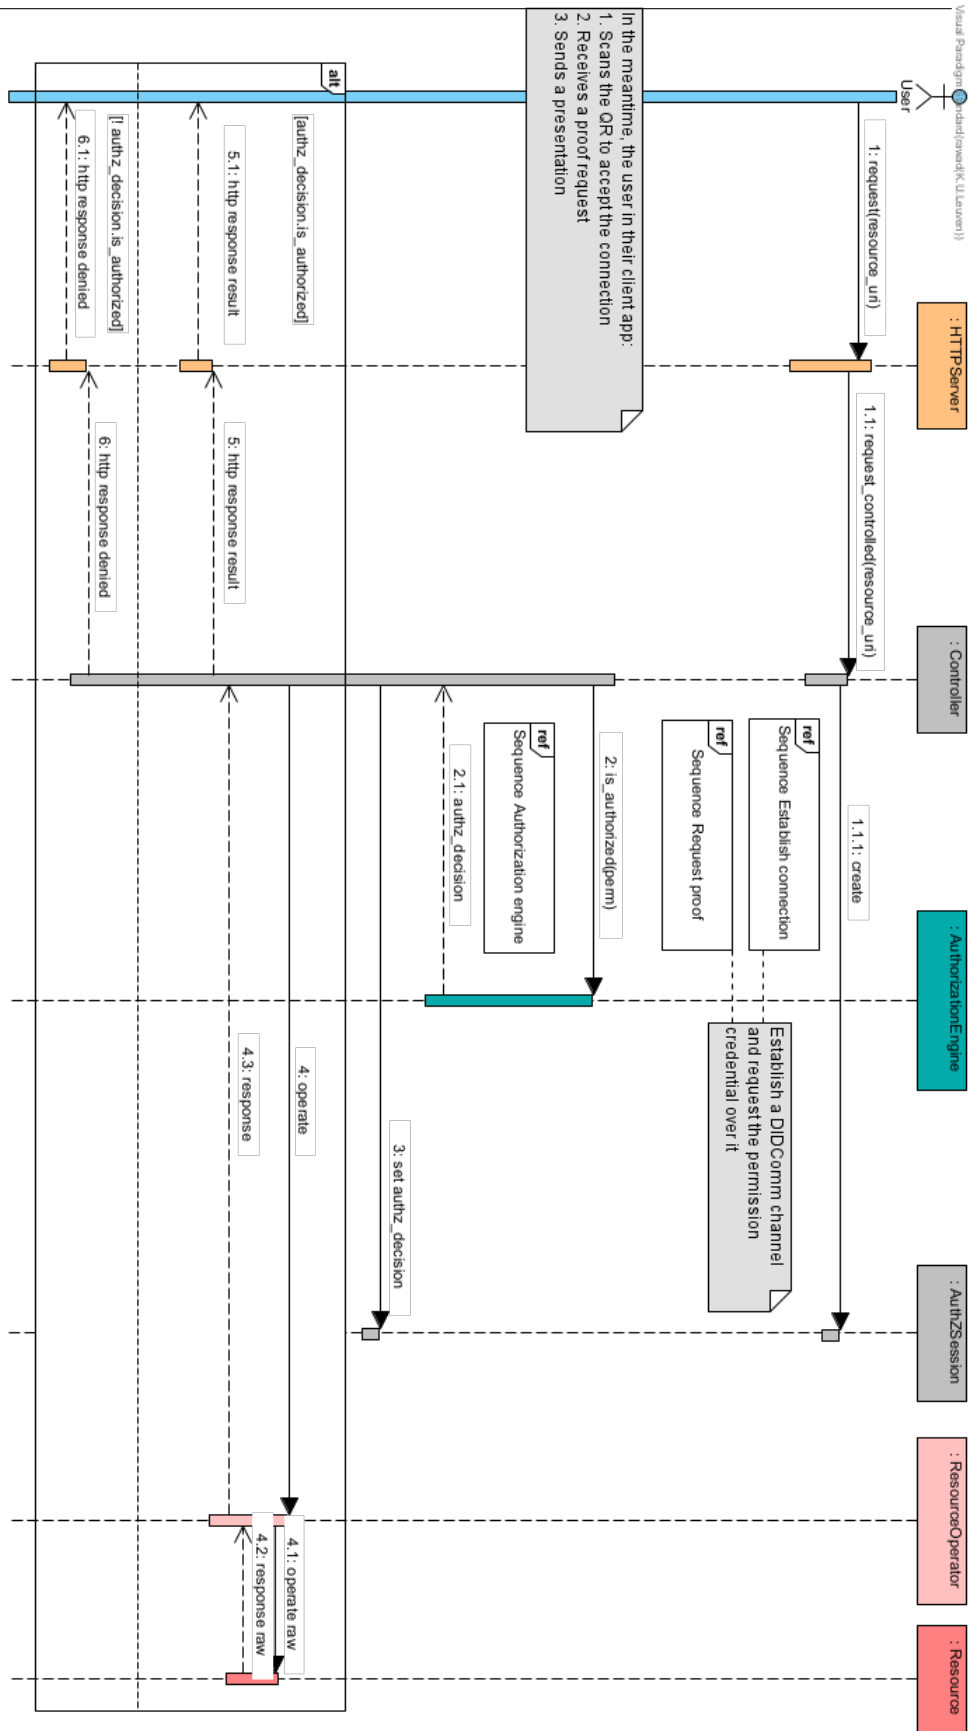 Visual Paradigm Standard(rawad(K.U.Leuven))
User
: HTTPServer
: Controller
: AuthorizationEngine
: AuthZSession
: ResourceOperator
: Resource
1: request(resource_uri)
1.1: request_controlled(resource_uri)
1.1.1: create
ref
Sequence Establish connection
ref
Sequence Request proof
Establish a DIDComm channel
and request the permission
credential over it
In the meantime, the user in their client app:
1. Scans the QR to accept the connection
2. Receives a proof request
3. Sends a presentation
2: is_authorized(perm)
ref
Sequence Authorization engine
2.1: authz_decision
3: set authz_decision
alt
[authz_decision.is_authorized]
4: operate
4.1: operate raw
4.2: response raw
4.3: response
5: http response result
5.1: http response result
[! authz_decision.is_authorized]
6: http response denied
6.1: http response denied